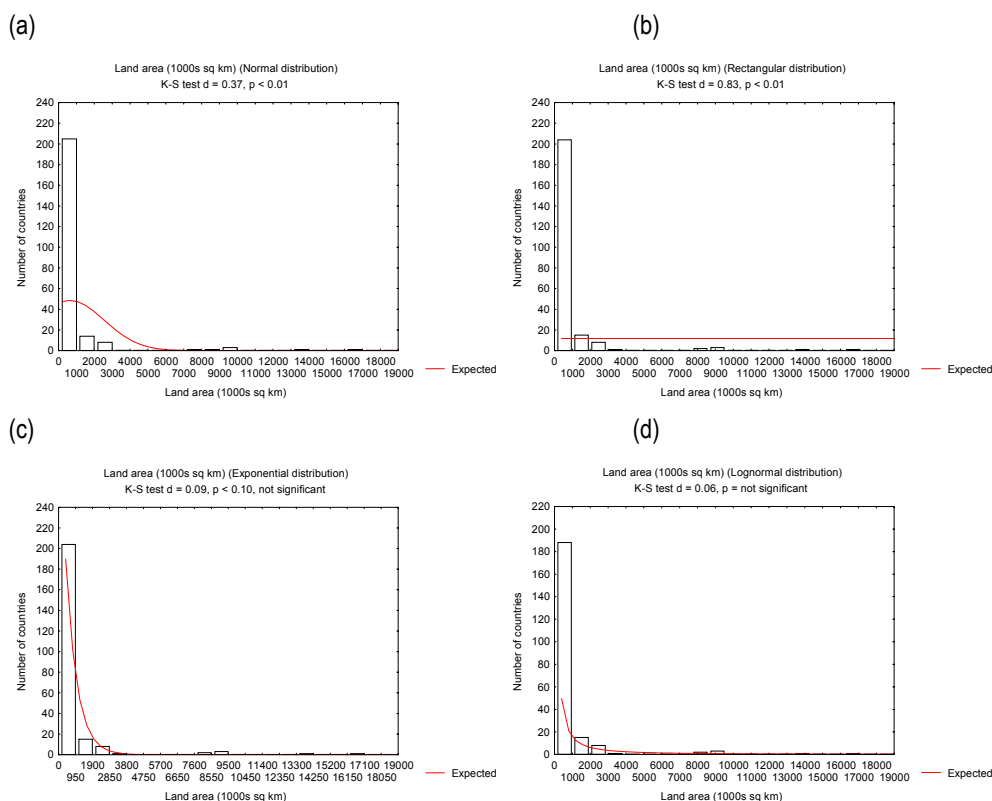 (a)
Land area (1000s sq km) (Normal distribution)
K-S test d = 0.37, p < 0.01
240
220
200
180
160
140
120
100
80
60
40
20
0
Number of countries
0 2000 4000 6000 8000 10000 12000 14000 16000 18000
1000 3000 5000 7000 9000 11000 13000 15000 17000 19000
Expected
Land area (1000s sq km)
(b)
Land area (1000s sq km) (Rectangular distribution)
K-S test d = 0.83, p < 0.01
240
220
200
180
160
140
120
100
80
60
40
20
0
Number of countries
0 2000 4000 6000 8000 10000 12000 14000 16000 18000
1000 3000 5000 7000 9000 11000 13000 15000 17000 19000
Expected
Land area (1000s sq km)
(c)
Land area (1000s sq km) (Exponential distribution)
K-S test d = 0.09, p < 0.10, not significant
240
220
200
180
160
140
120
100
80
60
40
20
0
Number of countries
0 1900 3800 5700 7600 9500 11400 13300 15200 17100 19000
950 2850 4750 6650 8550 10450 12350 14250 16150 18050
Expected
Land area (1000s sq km)
(d)
Land area (1000s sq km) (Lognormal distribution)
K-S test d = 0.06, p = not significant
220
200
180
160
140
120
100
80
60
40
20
0
Number of countries
0 2000 4000 6000 8000 10000 12000 14000 16000 18000
1000 3000 5000 7000 9000 11000 13000 15000 17000 19000
Expected
Land area (1000s sq km)